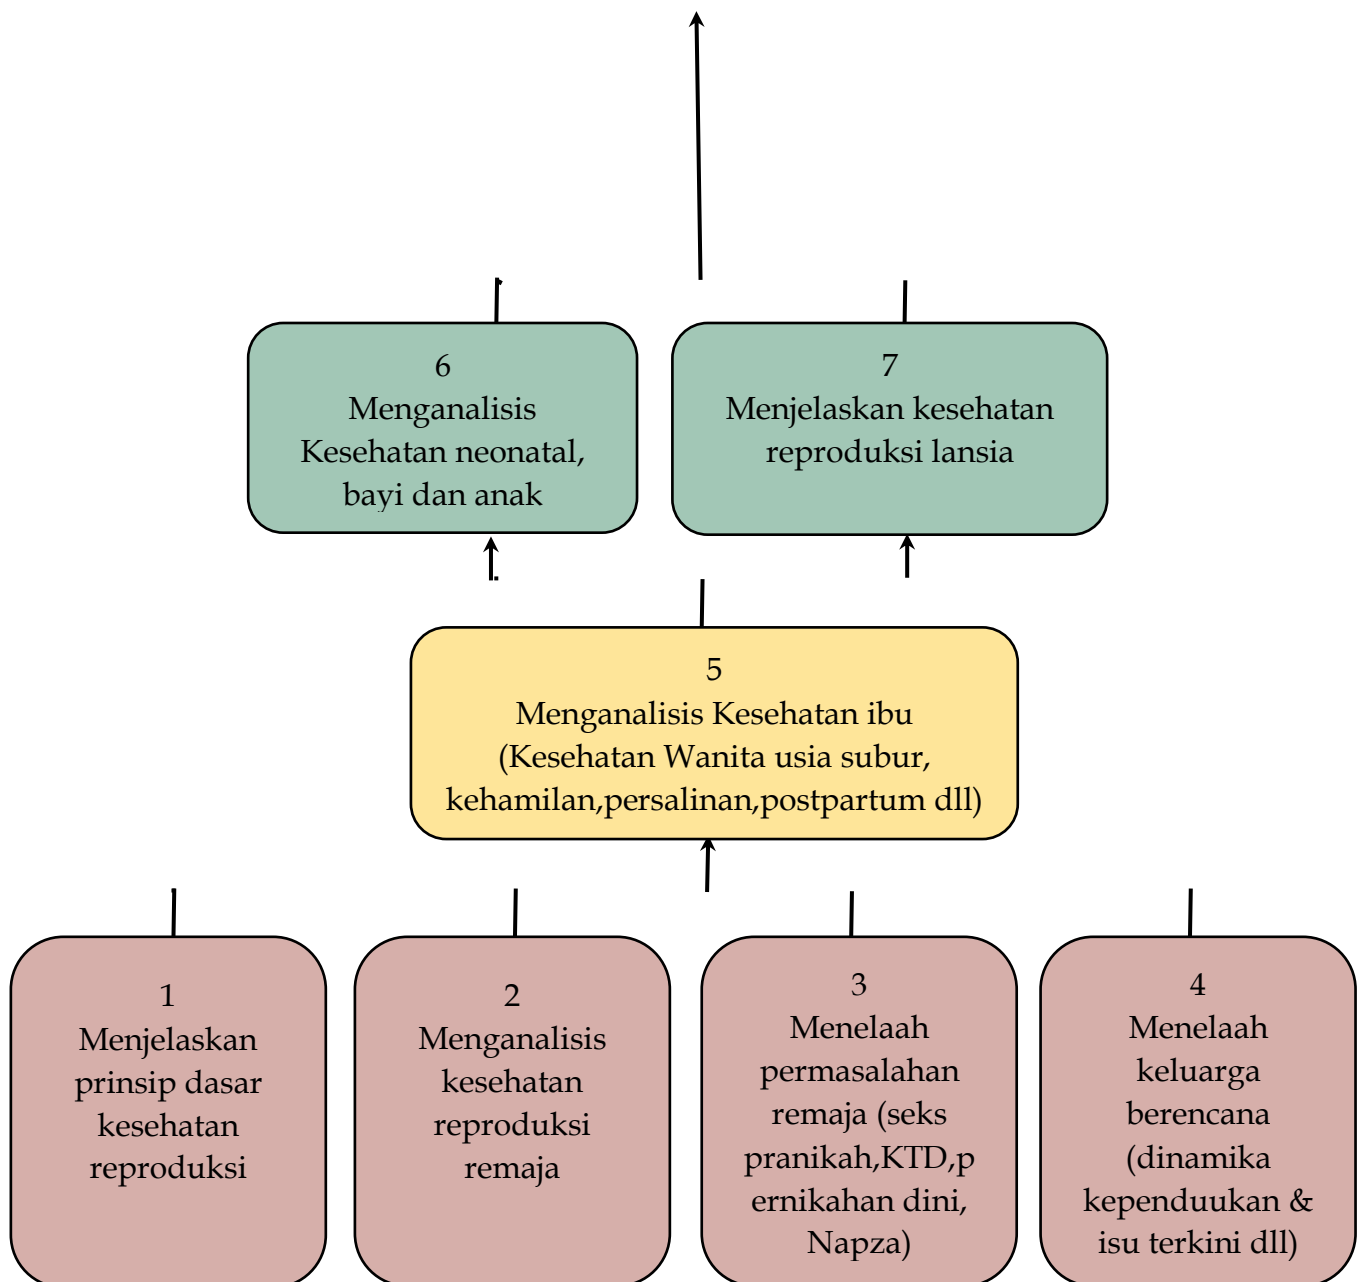 6
Menganalisis
Kesehatan neonatal,
bayi dan anak
7
Menjelaskan kesehatan
reproduksi lansia
5
Menganalisis Kesehatan ibu
(Kesehatan Wanita usia subur,
kehamilan,persalinan,postpartum dll)
1
Menjelaskan
prinsip dasar
kesehatan
reproduksi
2
Menganalisis
kesehatan
reproduksi
remaja
3
Menelaah
permasalahan
remaja (seks
pranikah,KTD,p
ernikahan dini,
Napza)
4
Menelaah
keluarga
berencana
(dinamika
kependuukan &
isu terkini dll)